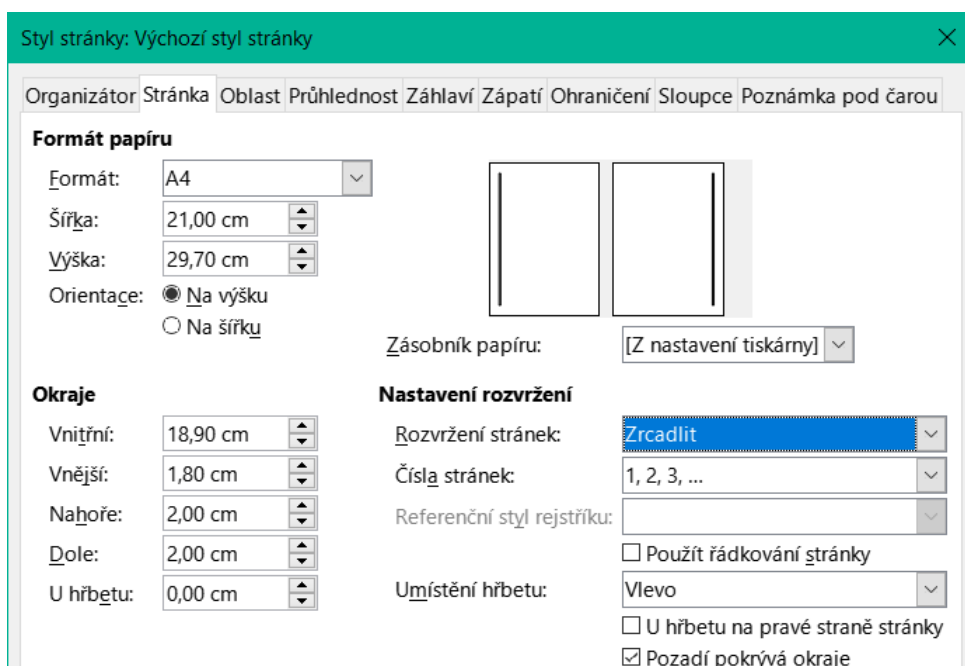 Styl stránky: Výchozí styl stránky
Organizátor Stránka Oblast Průhlednost Záhlaví Zápatí Ohraničení Sloupce Poznámka pod čarou
Formát papíru
Formát: A4
Šířka: 21,00 cm
Výška: 29,70 cm
Orientace: Na výšku
Na šířku
Zásobník papíru: [Z nastavení tiskárny]
Okraje
Vnitřní: 18,90 cm
Vnější: 1,80 cm
Nahoře: 2,00 cm
Dole: 2,00 cm
U hřbetu: 0,00 cm
Nastavení rozvržení
Rozvržení stránek: Zrcadlit
Čísla stránek: 1, 2, 3, ...
Referenční styl rejstříku:
Použít řádkování stránky
Umístění hřbetu: Vlevo
U hřbetu na pravé straně stránky
Pozadí pokrývá okraje